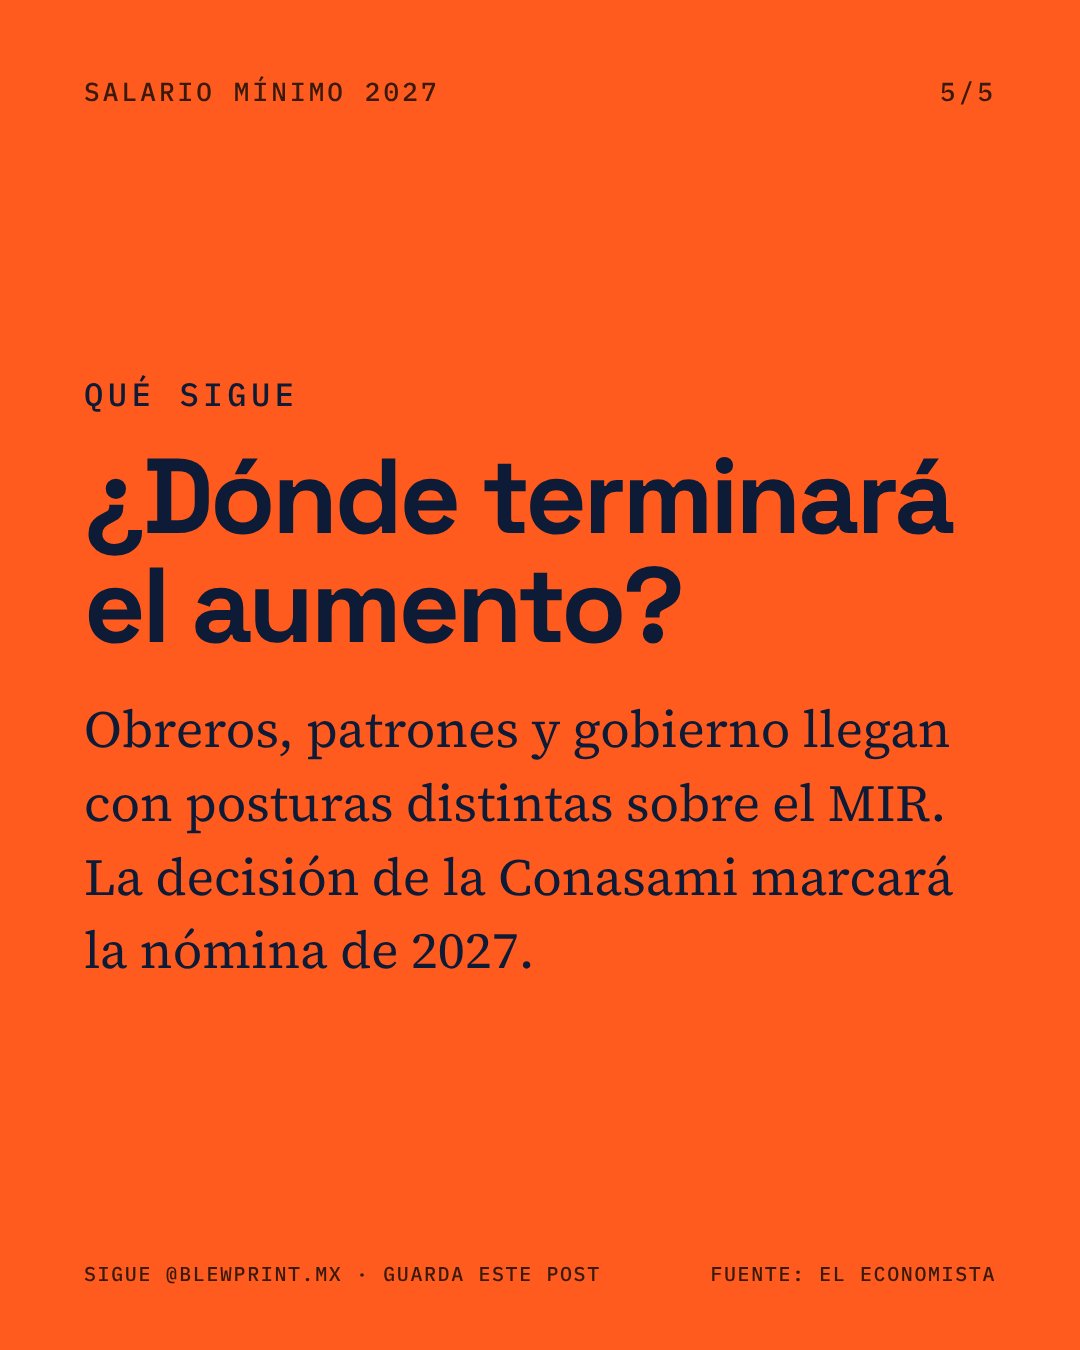 SALARIO MÍNIMO 2027
5/5
QUÉ SIGUE
¿Dónde terminará
el aumento?
Obreros, patrones y gobierno llegan
con posturas distintas sobre el MIR.
La decisión de la Conasami marcará
la nómina de 2027.
SIGUE @BLEWPRINT.MX · GUARDA ESTE POST
FUENTE: EL ECONOMISTA